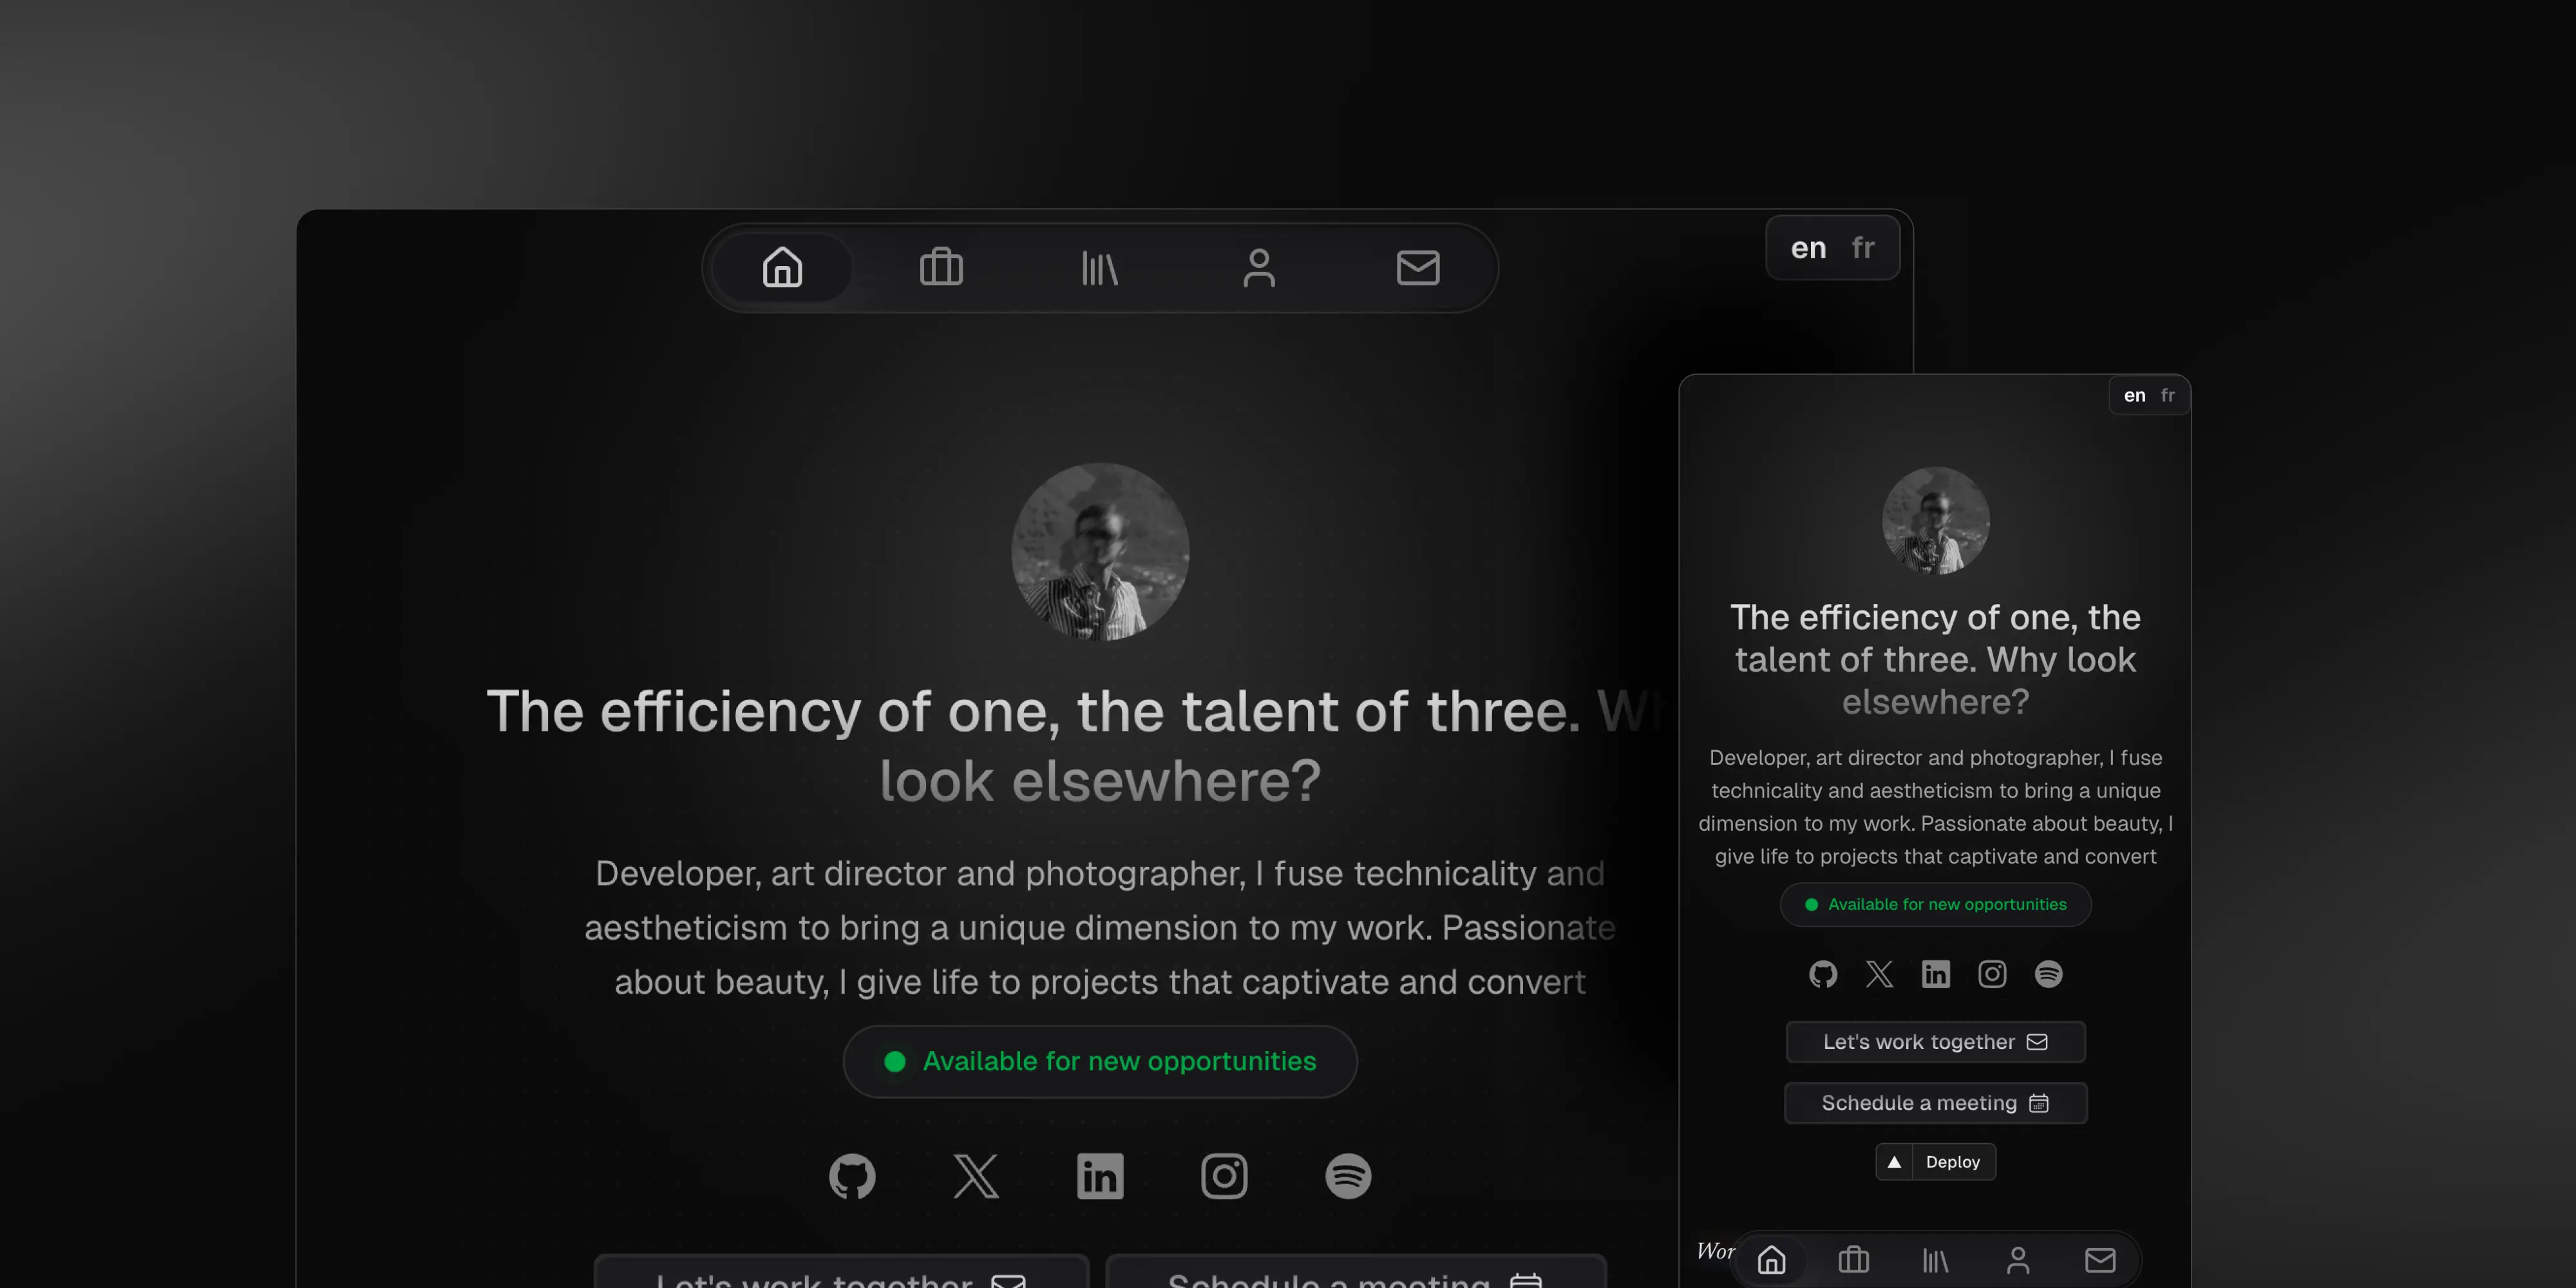 en fr
The efficiency of one, the talent of three.
look elsewhere?
Developer, art director and photographer, I fuse technicality and
aestheticism to bring a unique dimension to my work. Passionate
about beauty, I give life to projects that captivate and convert
Available for new opportunities
in
Let's work together
Schedule a meeting
en fr
The efficiency of one, the
talent of three. Why look
elsewhere?
Developer, art director and photographer, I fuse
technicality and aestheticism to bring a unique
dimension to my work. Passionate about beauty, I
give life to projects that captivate and convert
Available for new opportunities
in
Let's work together
Schedule a meeting
Deploy
Wor